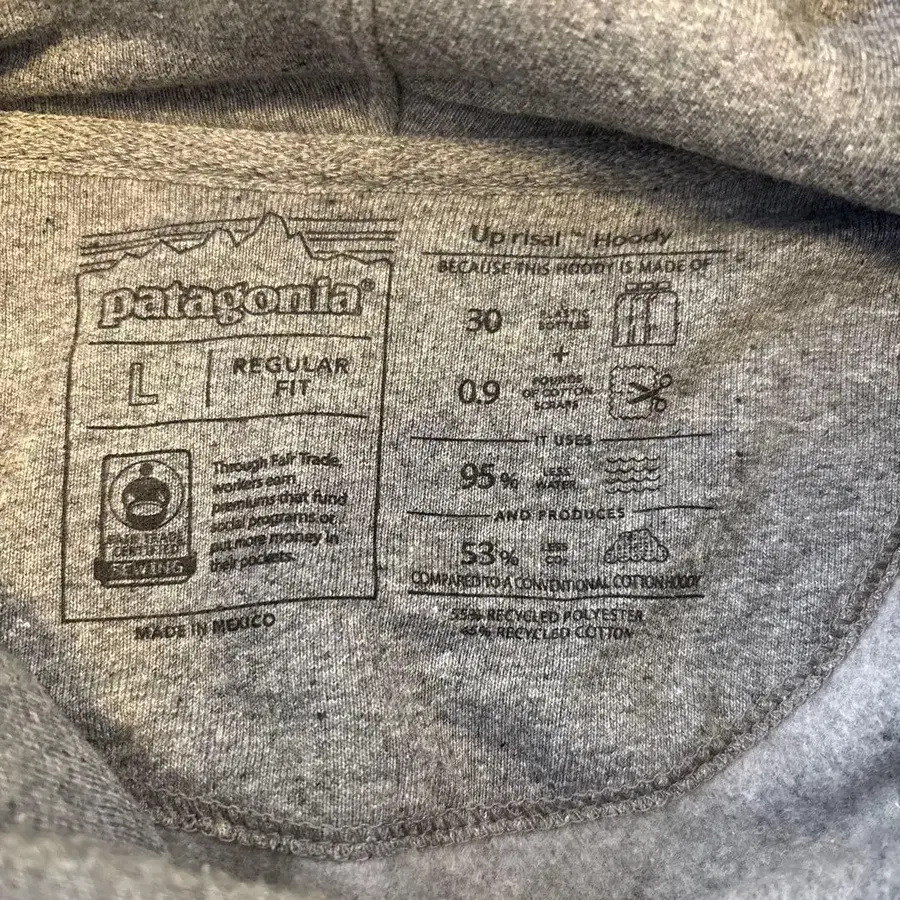 patagonia®
L
REGULAR
FIT
FAIR TRADE
CERTIFIED
SEWING
Through Fair Trade,
workers earn
premiums that fund
social programs or
put more money in
their pockets.
MADE IN MEXICO
Uprisal™ Hoody
BECAUSE THIS HOODY IS MADE OF
30 PLASTIC
BOTTLES
+
0.9 POUNDS
OF COTTON
SCRAPS
IT USES
95% LESS
WATER
AND PRODUCES
53% LESS
CO2
COMPARED TO A CONVENTIONAL COTTON HOODY
55% RECYCLED POLYESTER
45% RECYCLED COTTON